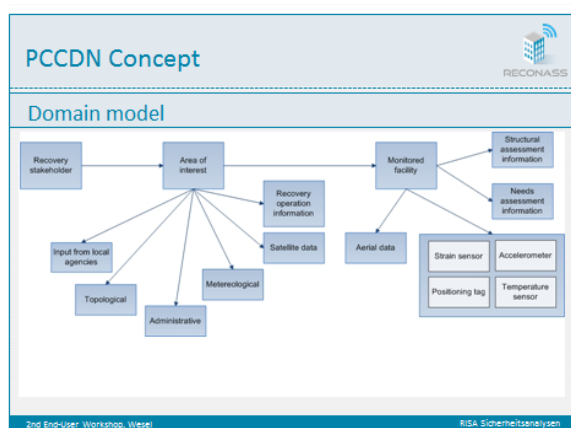 PCCDN Concept
RECONASS
Domain model
Recovery
stakeholder
Area of
interest
Monitored
facility
Structural
assessment
information
Needs
assessment
information
Recovery
operation
information
Satellite data
Metereological
Administrative
Topological
Input from local
agencies
Aerial data
Strain sensor
Accelerometer
Positioning tag
Temperature
sensor
2nd End-User Workshop, Wesel
RISA Sicherheitsanalysen